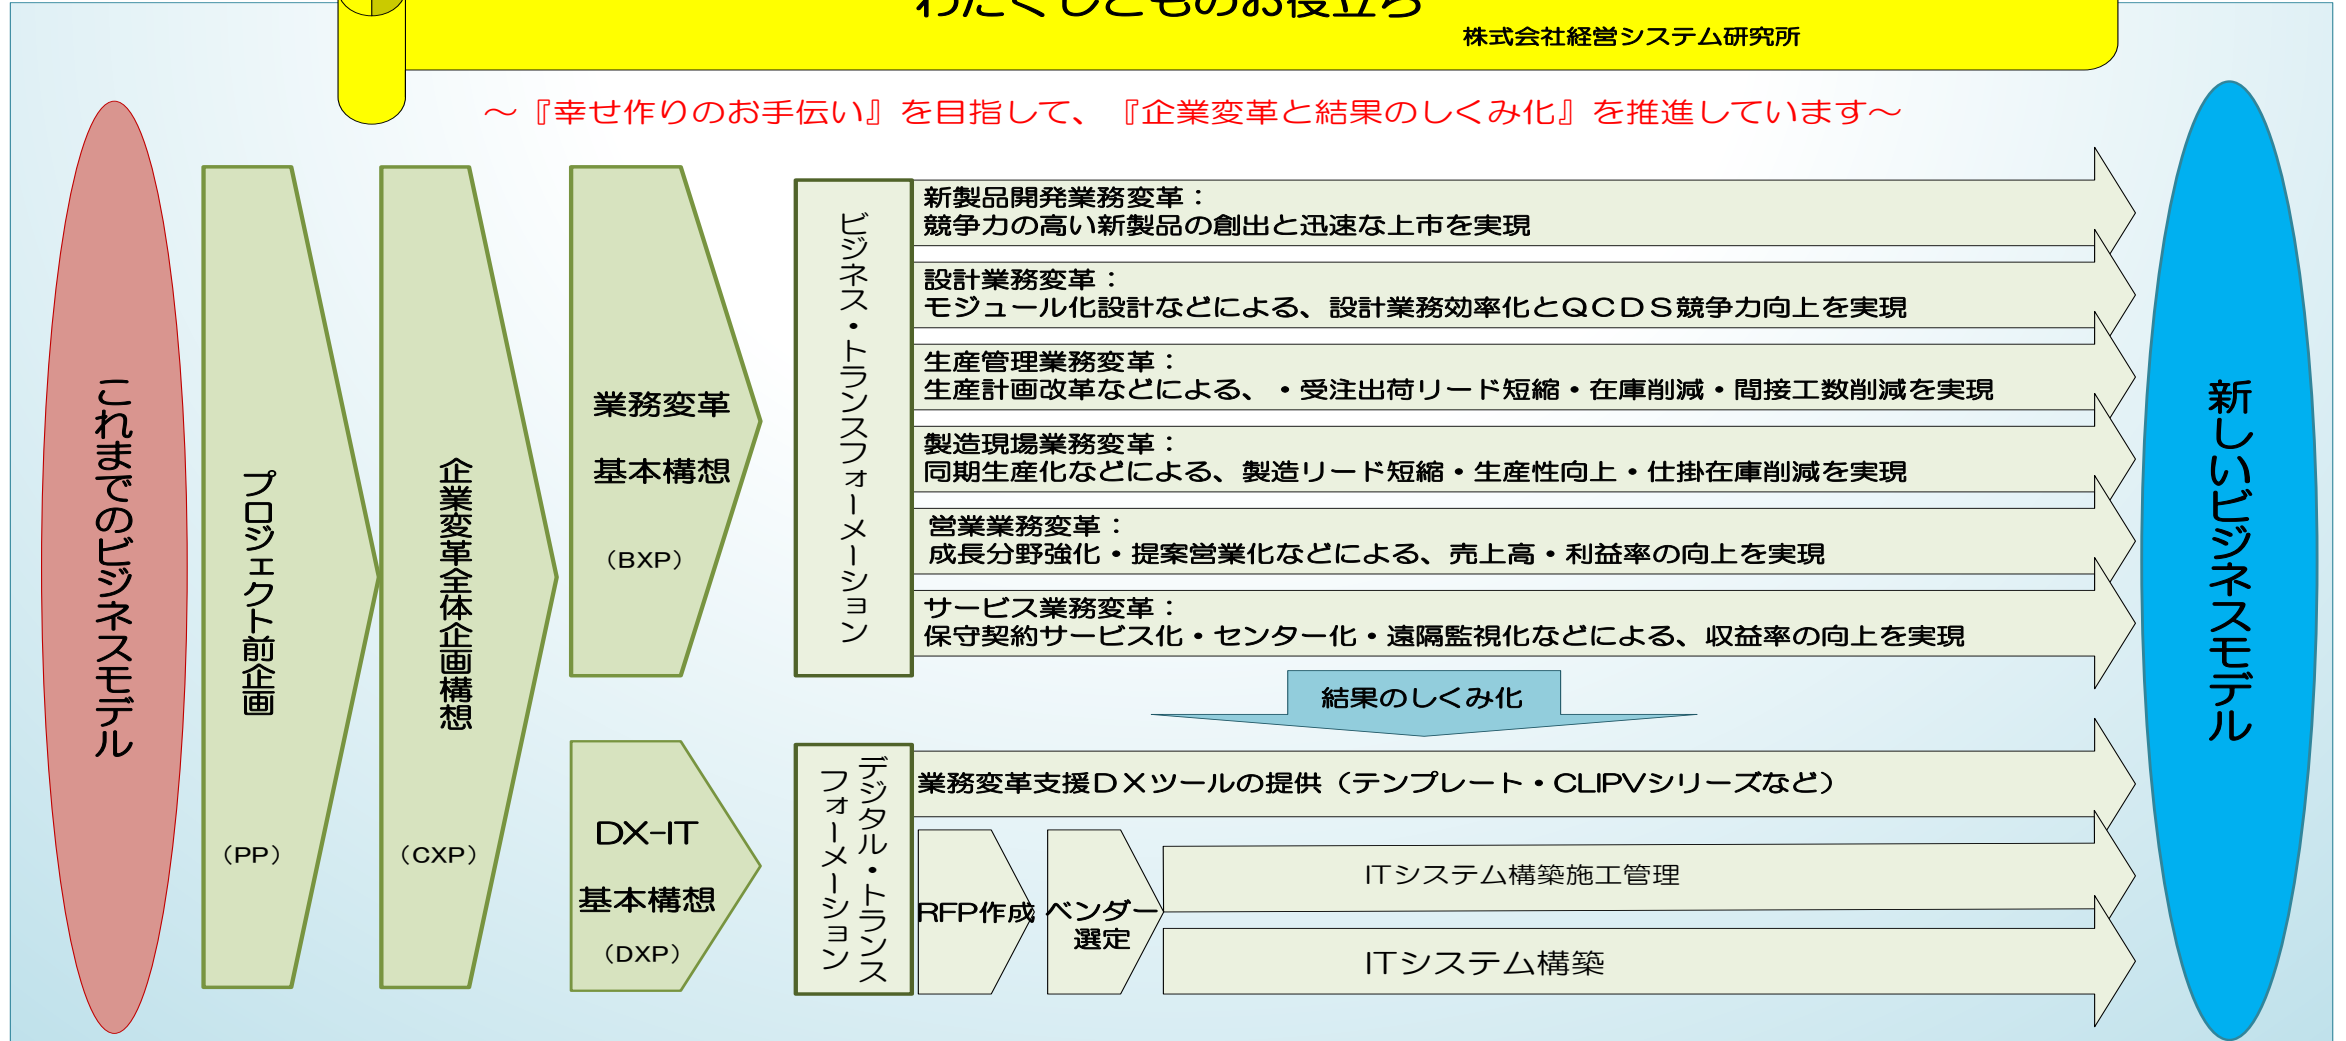 わたくしどものお役立ち
株式会社経営システム研究所
～『幸せ作りのお手伝い』を目指して、『企業変革と結果のしくみ化』を推進しています～
これまでのビジネスモデル
プロジェクト前企画
（PP）
企業変革全体企画構想
（CXP）
業務変革
基本構想
（BXP）
ビジネス・トランスフォーメーション
新製品開発業務変革：
競争力の高い新製品の創出と迅速な上市を実現
設計業務変革：
モジュール化設計などによる、設計業務効率化とＱＣＤＳ競争力向上を実現
生産管理業務変革：
生産計画改革などによる、・受注出荷リード短縮・在庫削減・間接工数削減を実現
製造現場業務変革：
同期生産化などによる、製造リード短縮・生産性向上・仕掛在庫削減を実現
営業業務変革：
成長分野強化・提案営業化などによる、売上高・利益率の向上を実現
サービス業務変革：
保守契約サービス化・センター化・遠隔監視化などによる、収益率の向上を実現
結果のしくみ化
DX-IT
基本構想
（DXP）
デジタル・トランス
フォーメーション
業務変革支援ＤＸツールの提供（テンプレート・CLIPVシリーズなど）
RFP作成
ベンダー
選定
ITシステム構築施工管理
ITシステム構築
新しいビジネスモデル